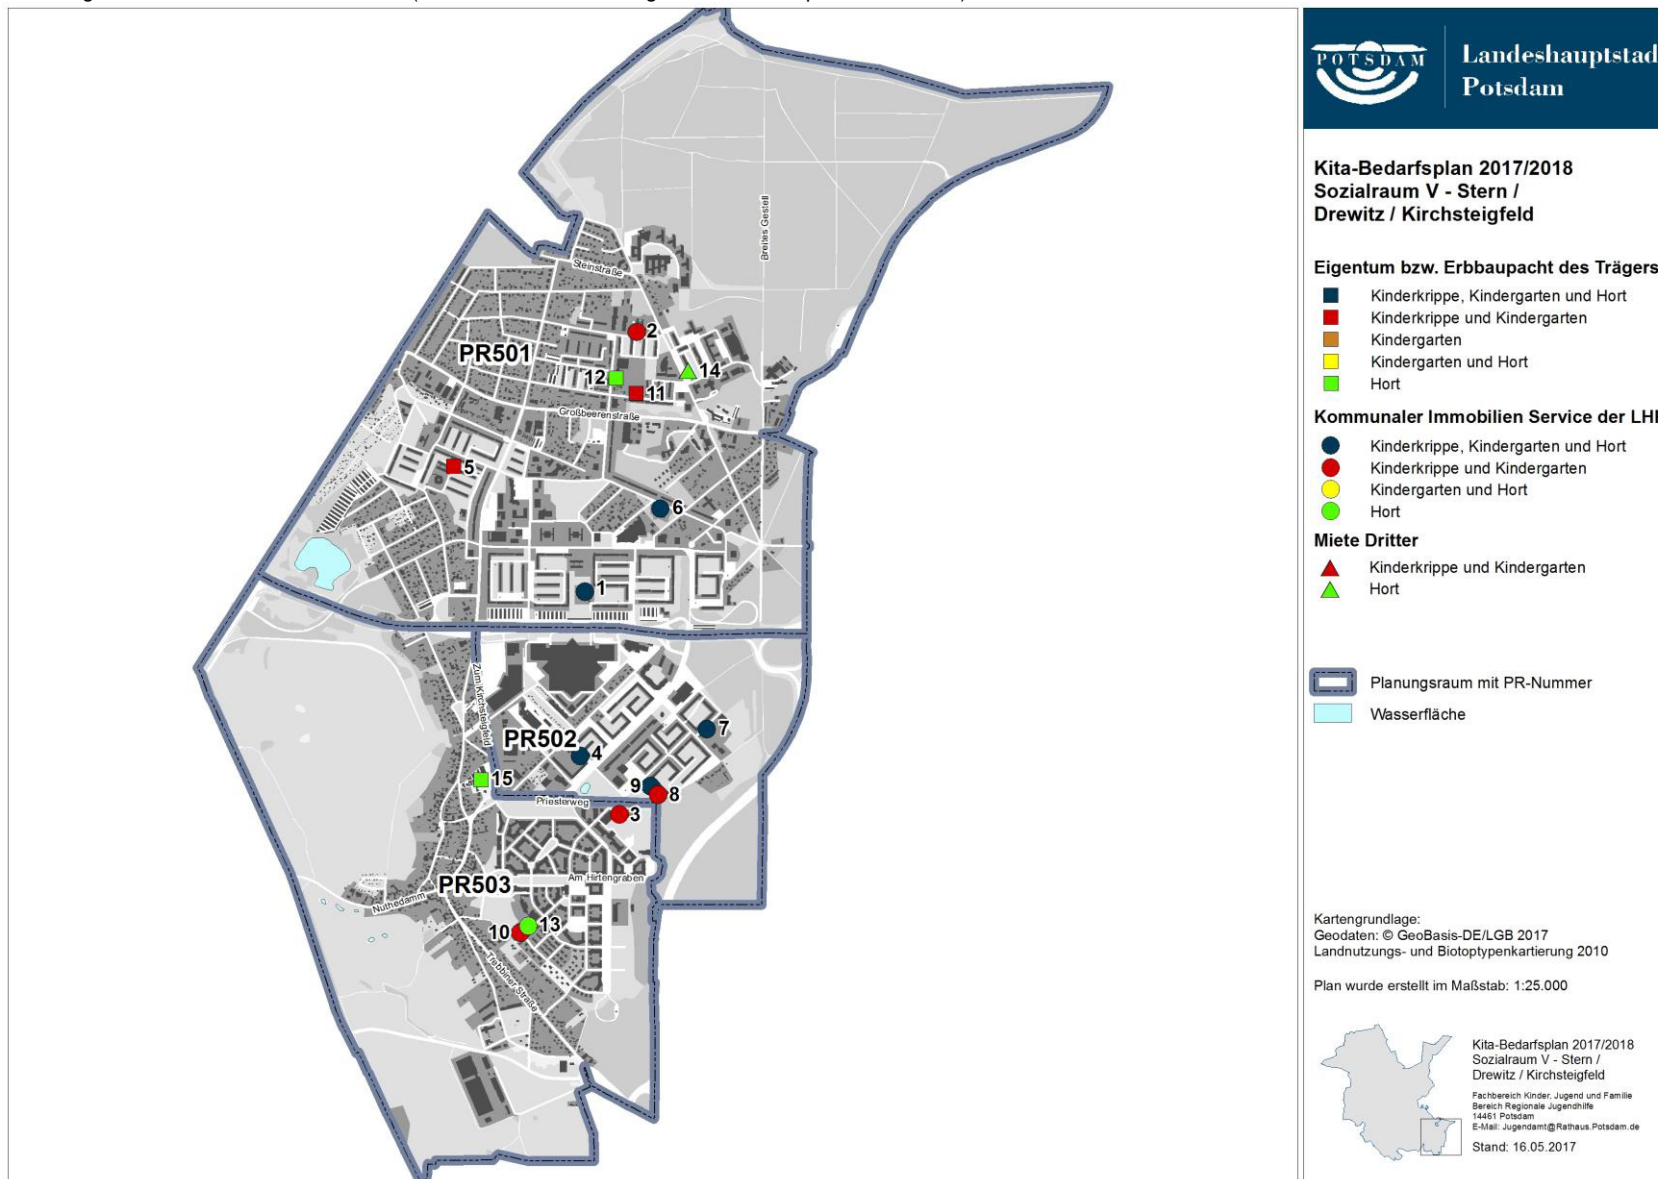 POTSDAM
Landeshauptstad
Potsdam
Kita-Bedarfsplan 2017/2018
Sozialraum V - Stern /
Drewitz / Kirchsteigfeld
Eigentum bzw. Erbbaupacht des Trägers
Kinderkrippe, Kindergarten und Hort
Kinderkrippe und Kindergarten
Kindergarten
Kindergarten und Hort
Hort
Kommunaler Immobilien Service der LH
Kinderkrippe, Kindergarten und Hort
Kinderkrippe und Kindergarten
Kindergarten und Hort
Hort
Miete Dritter
Kinderkrippe und Kindergarten
Hort
Planungsraum mit PR-Nummer
Wasserfläche
Kartengrundlage:
Geodaten: © GeoBasis-DE/LGB 2017
Landnutzungs- und Biotoptypenkartierung 2010
Plan wurde erstellt im Maßstab: 1:25.000
Kita-Bedarfsplan 2017/2018
Sozialraum V - Stern /
Drewitz / Kirchsteigfeld
Fachbereich Kinder, Jugend und Familie
Bereich Regionale Jugendhilfe
14461 Potsdam
E-Mail: Jugendamt@Rathaus.Potsdam.de
Stand: 16.05.2017
Breites Gestell
Steinstraße
2
PR501
12
14
11
Großbeerenstraße
5
6
1
Zum Kirchsteigfeld
7
PR502
4
15
9
8
Priesterweg
3
Am Hirtengraben
PR503
Nuthedamm
13
10
Trebbiner Straße